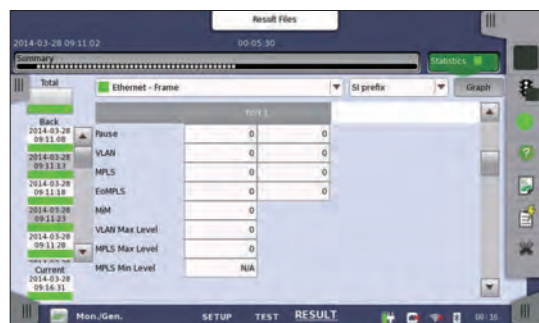 Result Files
2014-03-28 09:11:02 00:05:30
Summary
Statistics
Total
Ethernet - Frame SI prefix Graph
Port 1
Back
2014-03-28 09:11:08
Pause 0 0
2014-03-28 09:11:13
VLAN 0 0
MPLS 0 0
2014-03-28 09:11:18
EoMPLS 0 0
2014-03-28 09:11:23
MiM 0
VLAN Max Level 0
2014-03-28 09:11:28
MPLS Max Level 0
Current
2014-03-28 09:16:31
MPLS Min Level N/A
Mon./Gen. SETUP TEST RESULT 00:16